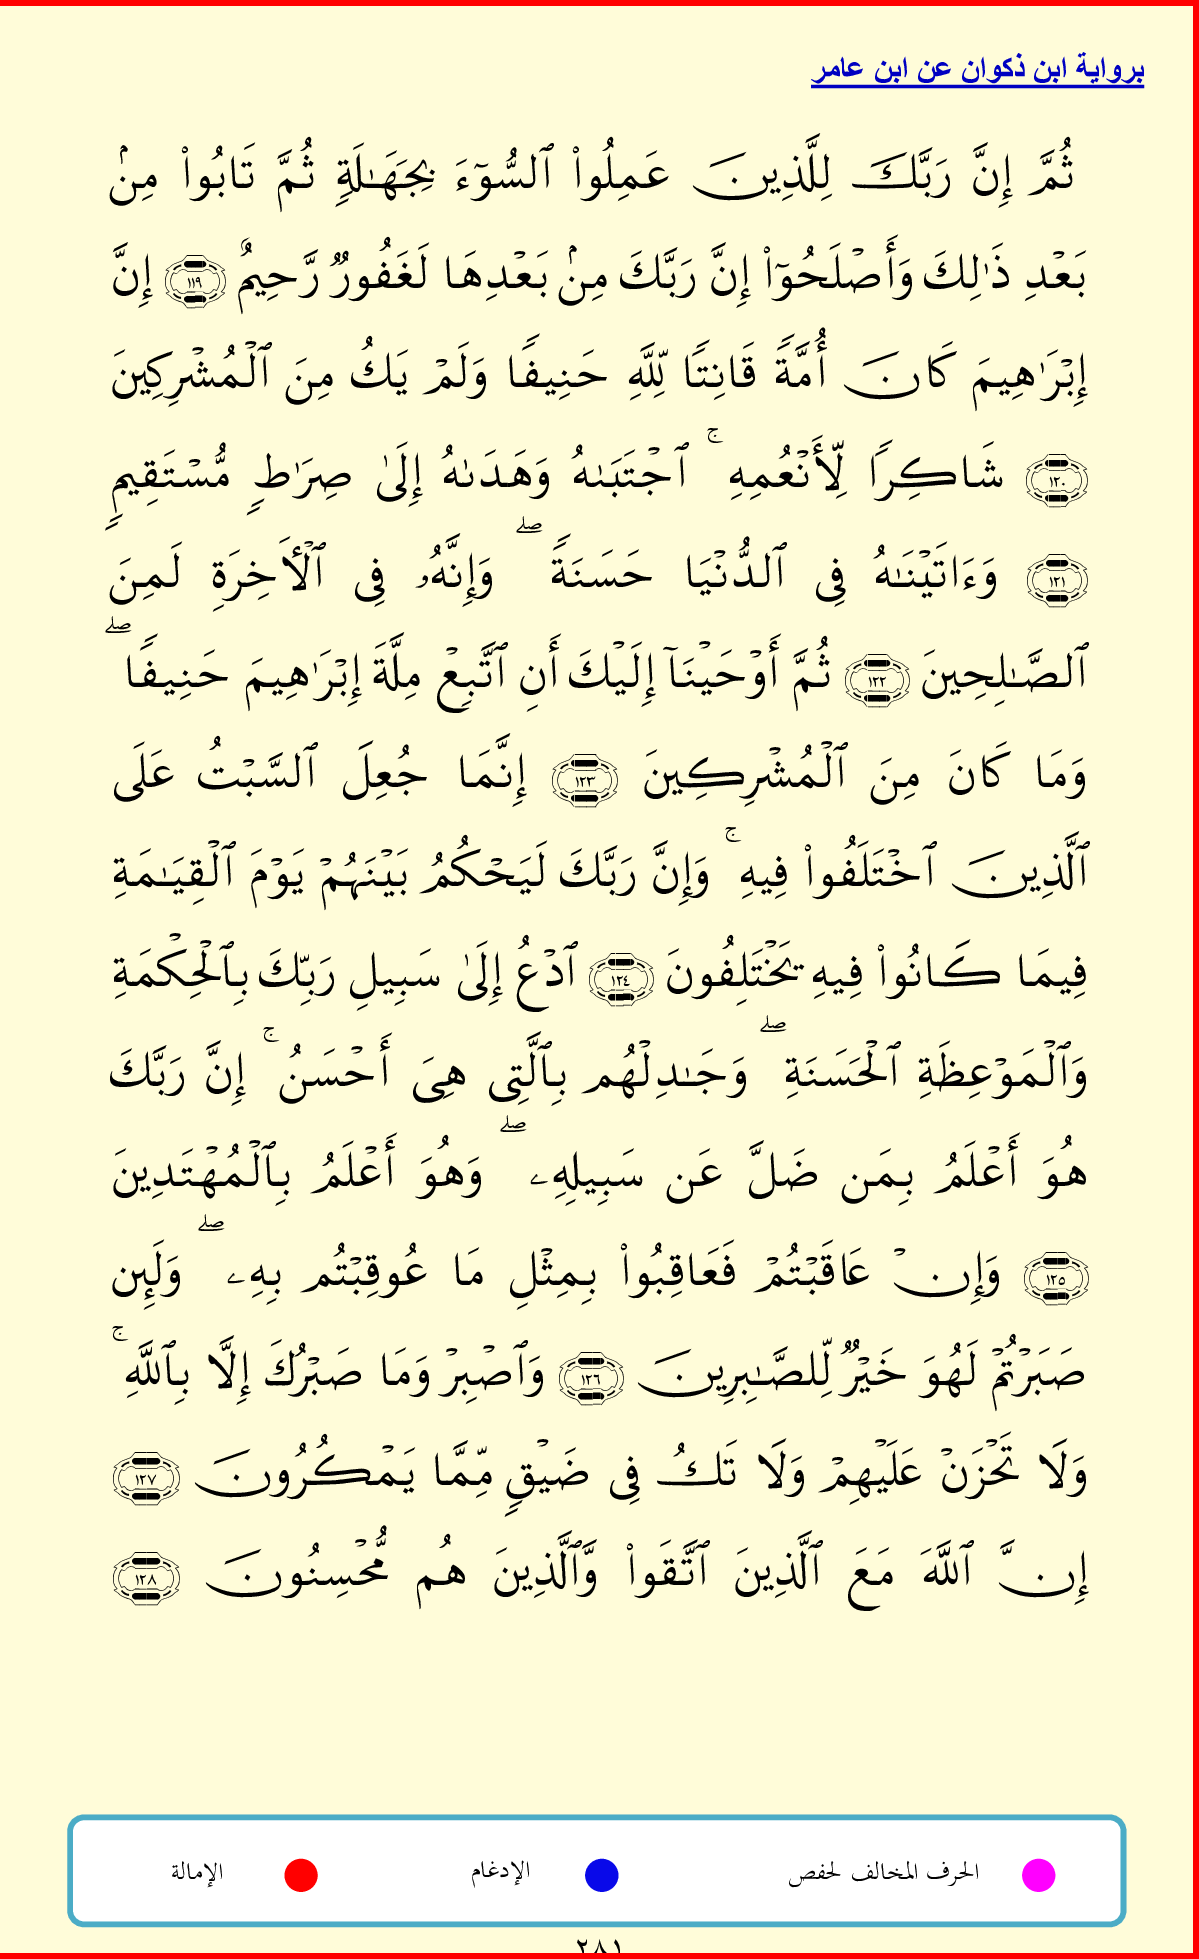 برواية ابن ذكوان عن ابن عامر
ثُمَّ إِنَّ رَبَّكَ لِلَّذِينَ عَمِلُوا۟ ٱلسُّوٓءَ بِجَهَـٰلَةٍ ثُمَّ تَابُوا۟ مِنۢ
بَعْدِ ذَٰلِكَ وَأَصْلَحُوٓا۟ إِنَّ رَبَّكَ مِنۢ بَعْدِهَا لَغَفُورٌ رَّحِيمٌ ١١٩ إِنَّ
إِبْرَٰهِيمَ كَانَ أُمَّةً قَانِتًا لِّلَّهِ حَنِيفًا وَلَمْ يَكُ مِنَ ٱلْمُشْرِكِينَ
١٢٠ شَاكِرًا لِّأَنْعُمِهِ ۚ ٱجْتَبَىٰهُ وَهَدَىٰهُ إِلَىٰ صِرَٰطٍ مُّسْتَقِيمٍ
١٢١ وَءَاتَيْنَـٰهُ فِى ٱلدُّنْيَا حَسَنَةً ۖ وَإِنَّهُۥ فِى ٱلْأَخِرَةِ لَمِنَ
ٱلصَّـٰلِحِينَ ١٢٢ ثُمَّ أَوْحَيْنَآ إِلَيْكَ أَنِ ٱتَّبِعْ مِلَّةَ إِبْرَٰهِيمَ حَنِيفًا ۖ
وَمَا كَانَ مِنَ ٱلْمُشْرِكِينَ ١٢٣ إِنَّمَا جُعِلَ ٱلسَّبْتُ عَلَى
ٱلَّذِينَ ٱخْتَلَفُوا۟ فِيهِ ۚ وَإِنَّ رَبَّكَ لَيَحْكُمُ بَيْنَهُمْ يَوْمَ ٱلْقِيَـٰمَةِ
فِيمَا كَانُوا۟ فِيهِ يَخْتَلِفُونَ ١٢٤ ٱدْعُ إِلَىٰ سَبِيلِ رَبِّكَ بِٱلْحِكْمَةِ
وَٱلْمَوْعِظَةِ ٱلْحَسَنَةِ ۖ وَجَـٰدِلْهُم بِٱلَّتِى هِىَ أَحْسَنُ ۚ إِنَّ رَبَّكَ
هُوَ أَعْلَمُ بِمَن ضَلَّ عَن سَبِيلِهِۦ ۖ وَهُوَ أَعْلَمُ بِٱلْمُهْتَدِينَ
١٢٥ وَإِنْ عَاقَبْتُمْ فَعَاقِبُوا۟ بِمِثْلِ مَا عُوقِبْتُم بِهِۦ ۖ وَلَئِن
صَبَرْتُمْ لَهُوَ خَيْرٌ لِّلصَّـٰبِرِينَ ١٢٦ وَٱصْبِرْ وَمَا صَبْرُكَ إِلَّا بِٱللَّهِ ۚ
وَلَا تَحْزَنْ عَلَيْهِمْ وَلَا تَكُ فِى ضَيْقٍ مِّمَّا يَمْكُرُونَ ١٢٧
إِنَّ ٱللَّهَ مَعَ ٱلَّذِينَ ٱتَّقَوا۟ وَّٱلَّذِينَ هُم مُّحْسِنُونَ ١٢٨
الحرف المخالف لحفص الإدغام الإمالة
٢٨١